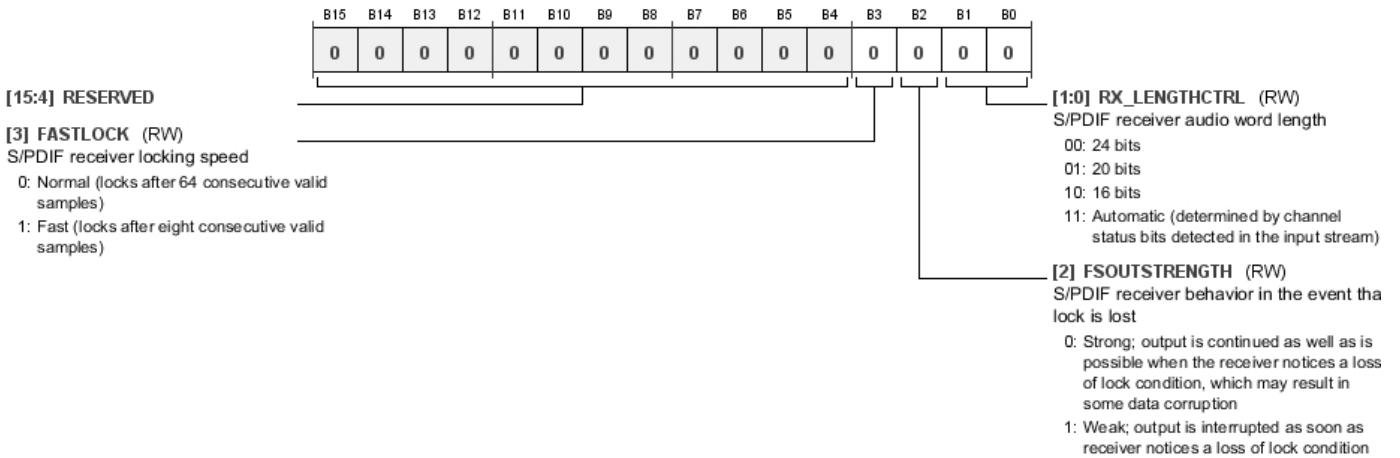 B15 B14 B13 B12 B11 B10 B9 B8 B7 B6 B5 B4 B3 B2 B1 B0
0 0 0 0 0 0 0 0 0 0 0 0 0 0 0 0
[15:4] RESERVED
[3] FASTLOCK (RW)
S/PDIF receiver locking speed
0: Normal (locks after 64 consecutive valid
samples)
1: Fast (locks after eight consecutive valid
samples)
[1:0] RX_LENGTHCTRL (RW)
S/PDIF receiver audio word length
00: 24 bits
01: 20 bits
10: 16 bits
11: Automatic (determined by channel
status bits detected in the input stream)
[2] FSOUTSTRENGTH (RW)
S/PDIF receiver behavior in the event tha
lock is lost
0: Strong; output is continued as well as is
possible when the receiver notices a loss
of lock condition, which may result in
some data corruption
1: Weak; output is interrupted as soon as
receiver notices a loss of lock condition